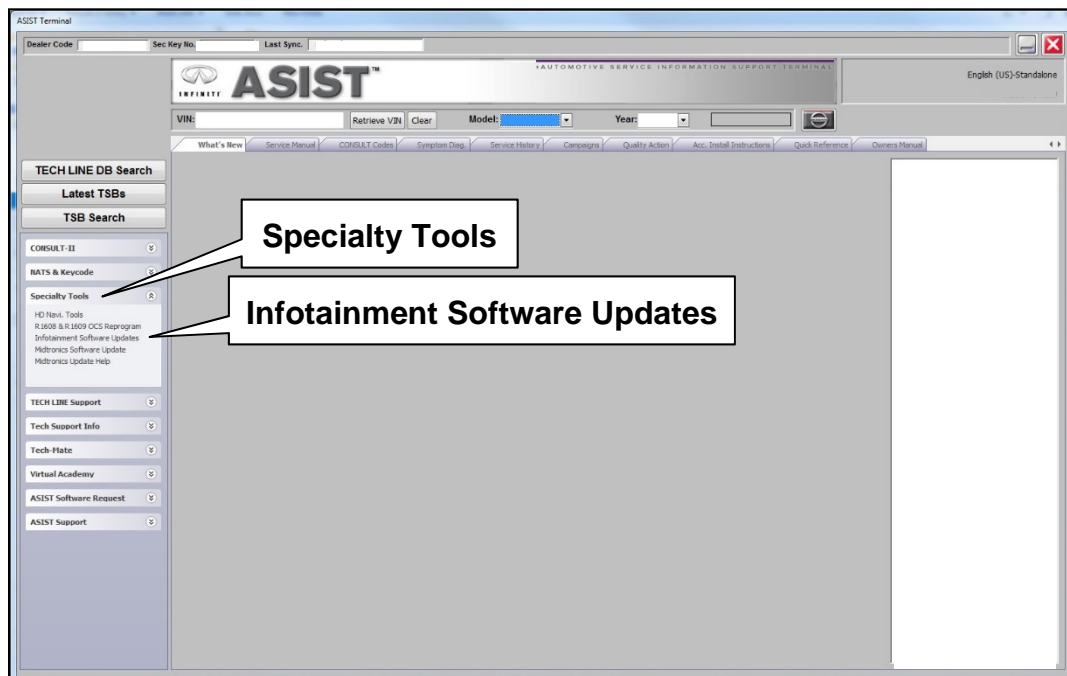 ASIST Terminal
Dealer Code Sec Key No. Last Sync.
INFINITI ASIST™
AUTOMOTIVE SERVICE INFORMATION SUPPORT TERMINAL
English (US)-Standalone
VIN: Retrieve VIN Clear Model: Year:
What's New Service Manual CONSULT Codes Symptom Diag. Service History Campaigns Quality Action Acc. Install Instructions Quick Reference Owners Manual
TECH LINE DB Search
Latest TSBs
TSB Search
CONSULT-II
NATS & Keycode
Specialty Tools
HD Navi. Tools
R1608 & R1609 OCS Reprogram
Infotainment Software Updates
Midtronics Software Update
Midtronics Update Help
TECH LINE Support
Tech Support Info
Tech-Mate
Virtual Academy
ASIST Software Request
ASIST Support
Specialty Tools
Infotainment Software Updates